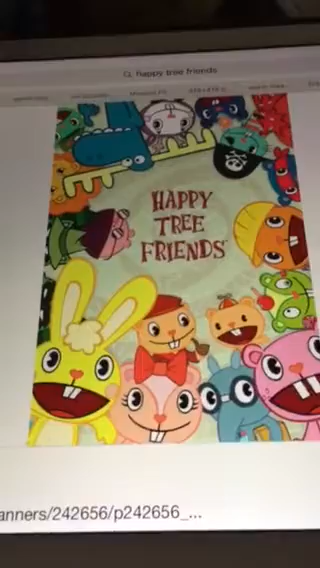 happy tree friends
HAPPY
TREE
FRIENDS
anners/242656/p242656_...